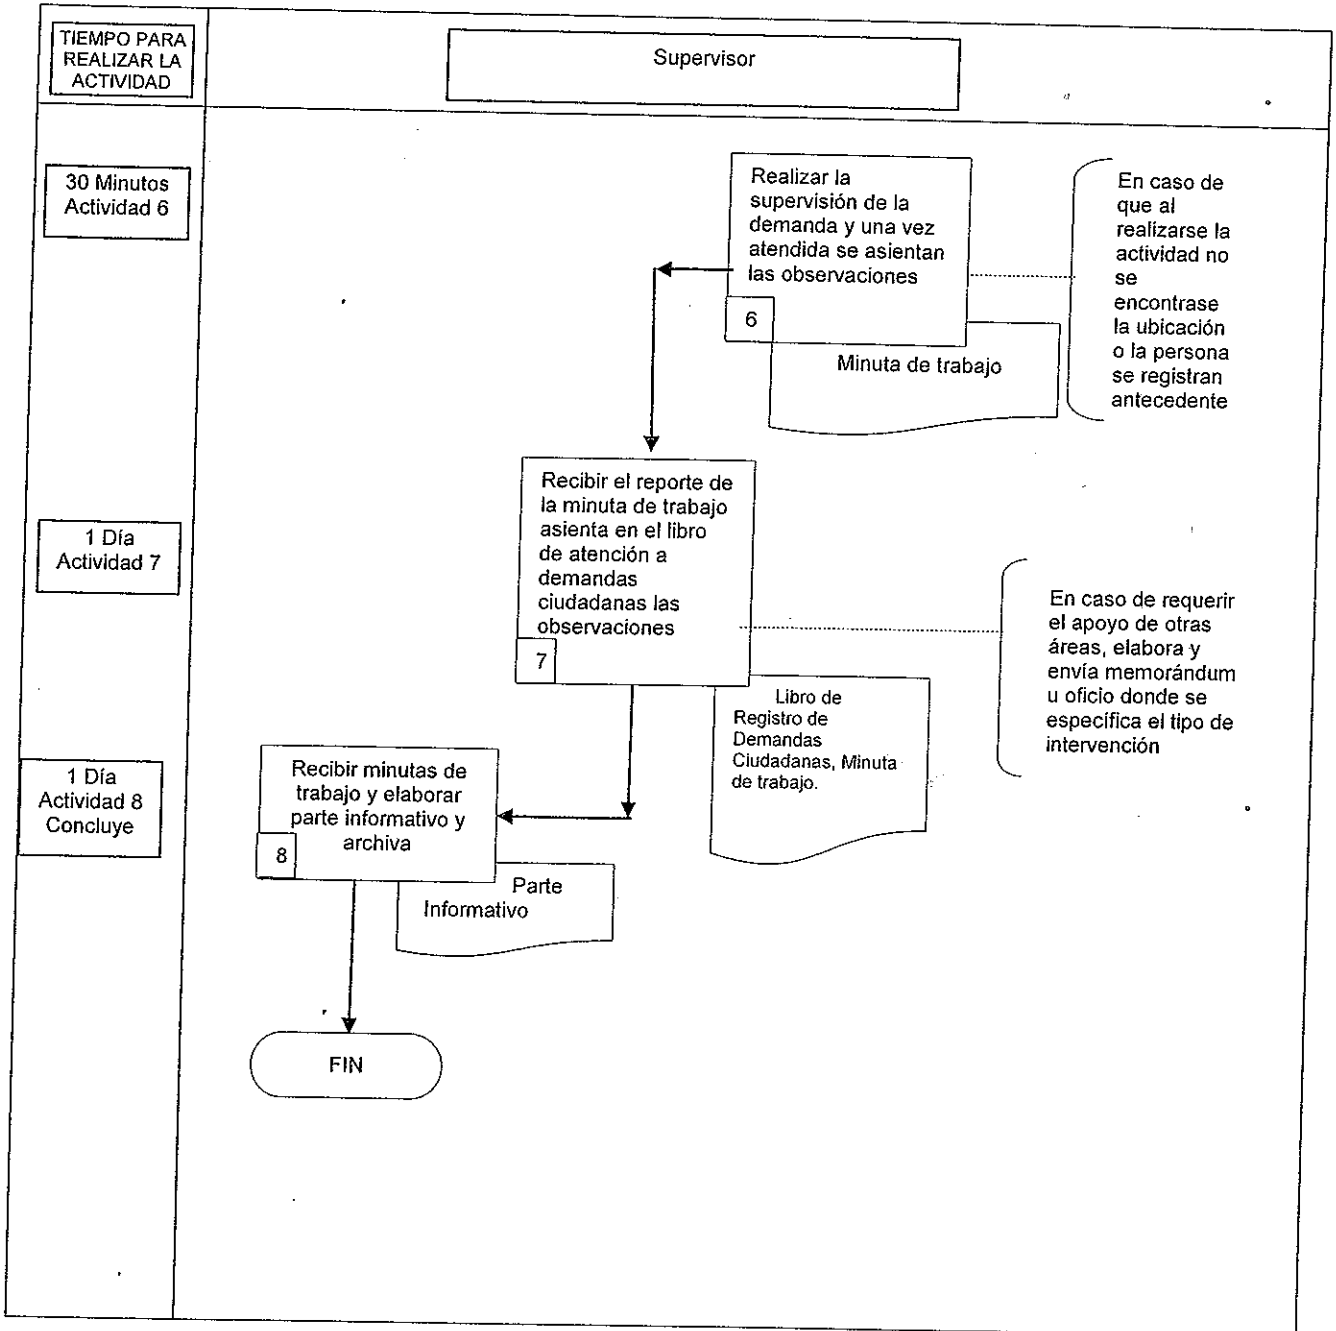 TIEMPO PARA
REALIZAR LA
ACTIVIDAD
Supervisor
30 Minutos
Actividad 6
Realizar la
supervisión de la
demanda y una vez
atendida se asientan
las observaciones
6
Minuta de trabajo
En caso de
que al
realizarse la
actividad no
se
encontrase
la ubicación
o la persona
se registran
antecedente
1 Día
Actividad 7
Recibir el reporte de
la minuta de trabajo
asienta en el libro
de atención a
demandas
ciudadanas las
observaciones
7
Libro de
Registro de
Demandas
Ciudadanas, Minuta
de trabajo.
En caso de requerir
el apoyo de otras
áreas, elabora y
envía memorándum
u oficio donde se
específica el tipo de
intervención
1 Día
Actividad 8
Concluye
Recibir minutas de
trabajo y elaborar
parte informativo y
archiva
8
Parte
Informativo
FIN